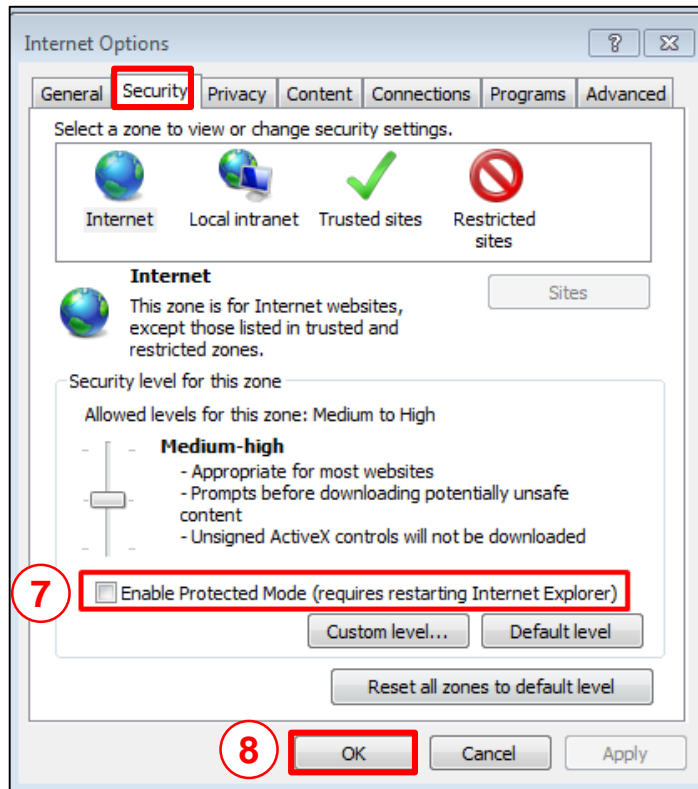 Internet Options
General Security Privacy Content Connections Programs Advanced
Select a zone to view or change security settings.
Internet Local intranet Trusted sites Restricted
sites
Internet
Sites
This zone is for Internet websites,
except those listed in trusted and
restricted zones.
Security level for this zone
Allowed levels for this zone: Medium to High
Medium-high
- Appropriate for most websites
- Prompts before downloading potentially unsafe
content
- Unsigned ActiveX controls will not be downloaded
7 Enable Protected Mode (requires restarting Internet Explorer)
Custom level... Default level
Reset all zones to default level
8 OK Cancel Apply